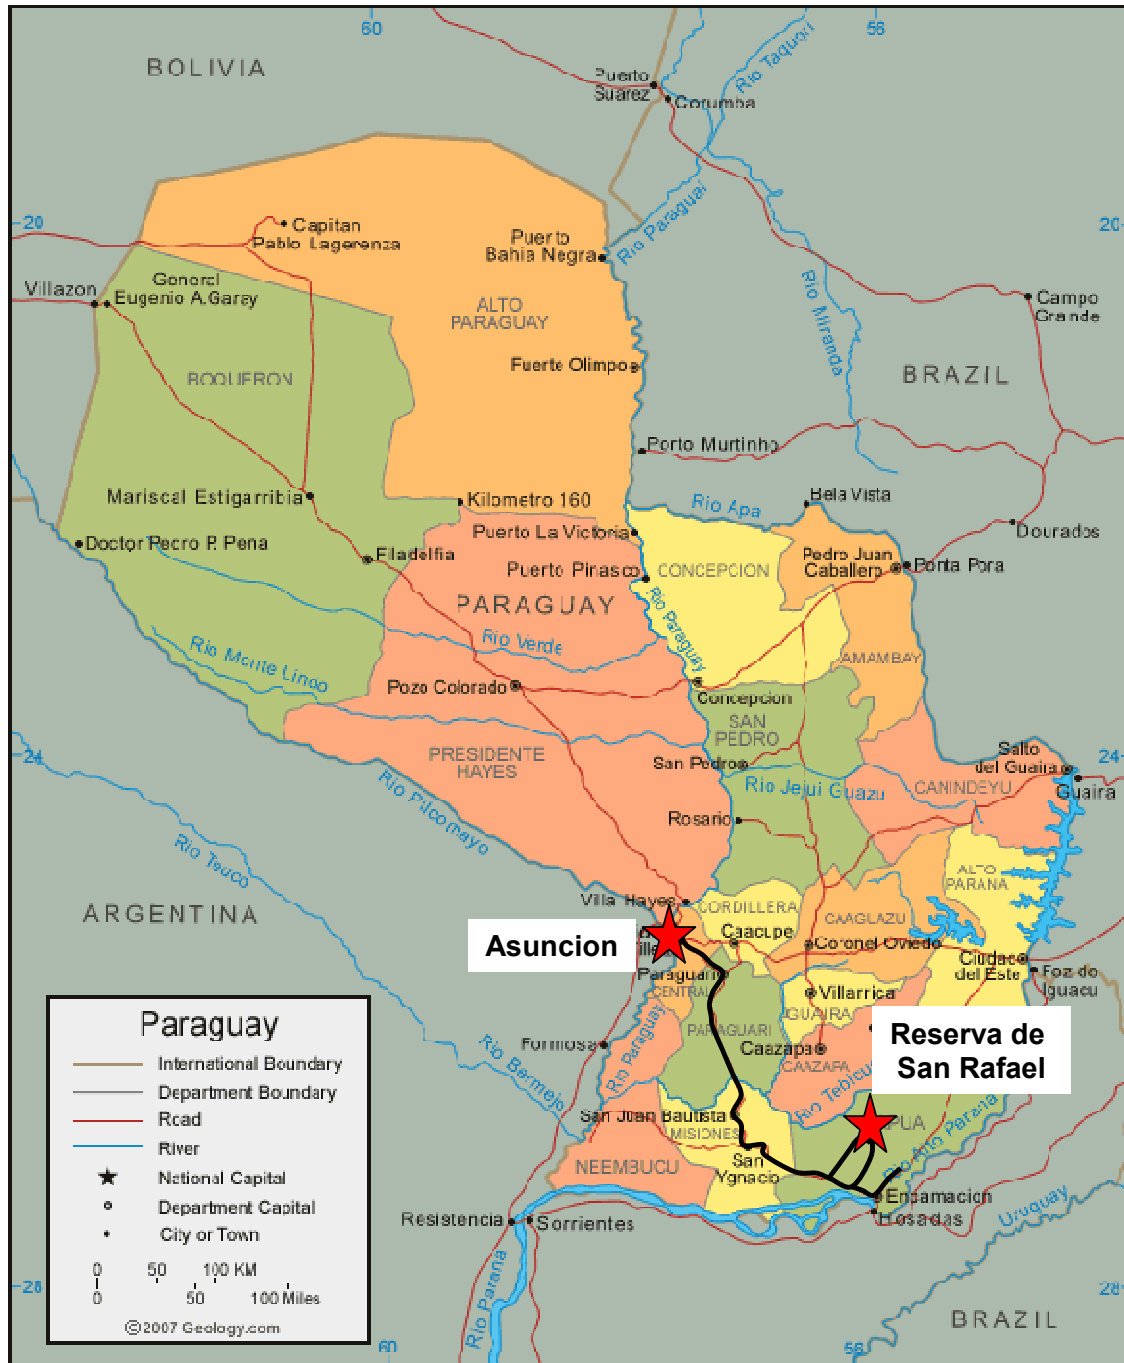 60
56
BOLIVIA
Puerto
Suarez
Corumba
Rio Taquori
20
20
Capitan
Pablo Lagerenza
Puerto
Bahia Negra
Rio Paraguai
General
Eugenio A.Garay
Villazon
ALTO
PARAGUAY
Rio Miranda
Campo
Grande
Fuerte Olimpo
BOQUERON
BRAZIL
Porto Murtinho
Mariscal Estigarribia
Kilometro 160
Rio Apa
Bela Vista
Puerto La Victoria
Dourados
Doctor Pecro P. Pena
Filadelfia
Pedro Juan
Caballero
Ponta Pora
Puerto Pinasco
CONCEPCION
PARAGUAY
Rio Paraguay
Rio Verde
Rio Monte Lindo
AMAMBAY
Pozo Colorado
Concepcion
SAN
PEDRO
24
24
PRESIDENTE
HAYES
San Pedro
Salto
del Guaira
Guaira
Rio Jejui Guazu
CANINDEYU
Rio Pilcomayo
Rosario
Rio Teuco
ALTO
PARANA
Villa Hayes
CORDILLERA
ARGENTINA
CAAGLAZU
Asuncion
Caacupe
Coronel Oviedo
Ciudac
del Este
Foz do
Iguacu
Paraguari
CENTRAL
Villarrica
GUAIRA
Paraguay
PARAGUARI
Reserva de
San Rafael
International Boundary
Department Boundary
Road
River
National Capital
Department Capital
City or Town
0 50 100 KM
0 50 100 Miles
©2007 Geology.com
Formosa
Rio Paraguay
Caazapa
CAAZAPA
Rio Bermejo
Rio Tebicu
San Juan Bautista
MISIONES
PUA
Rio Alto Parana
NEEMBUCU
San
Ygnacio
Encarnacion
Posadas
Resistencia
Sorrientes
Uruguay
Rio Parana
28
28
BRAZIL
60
56